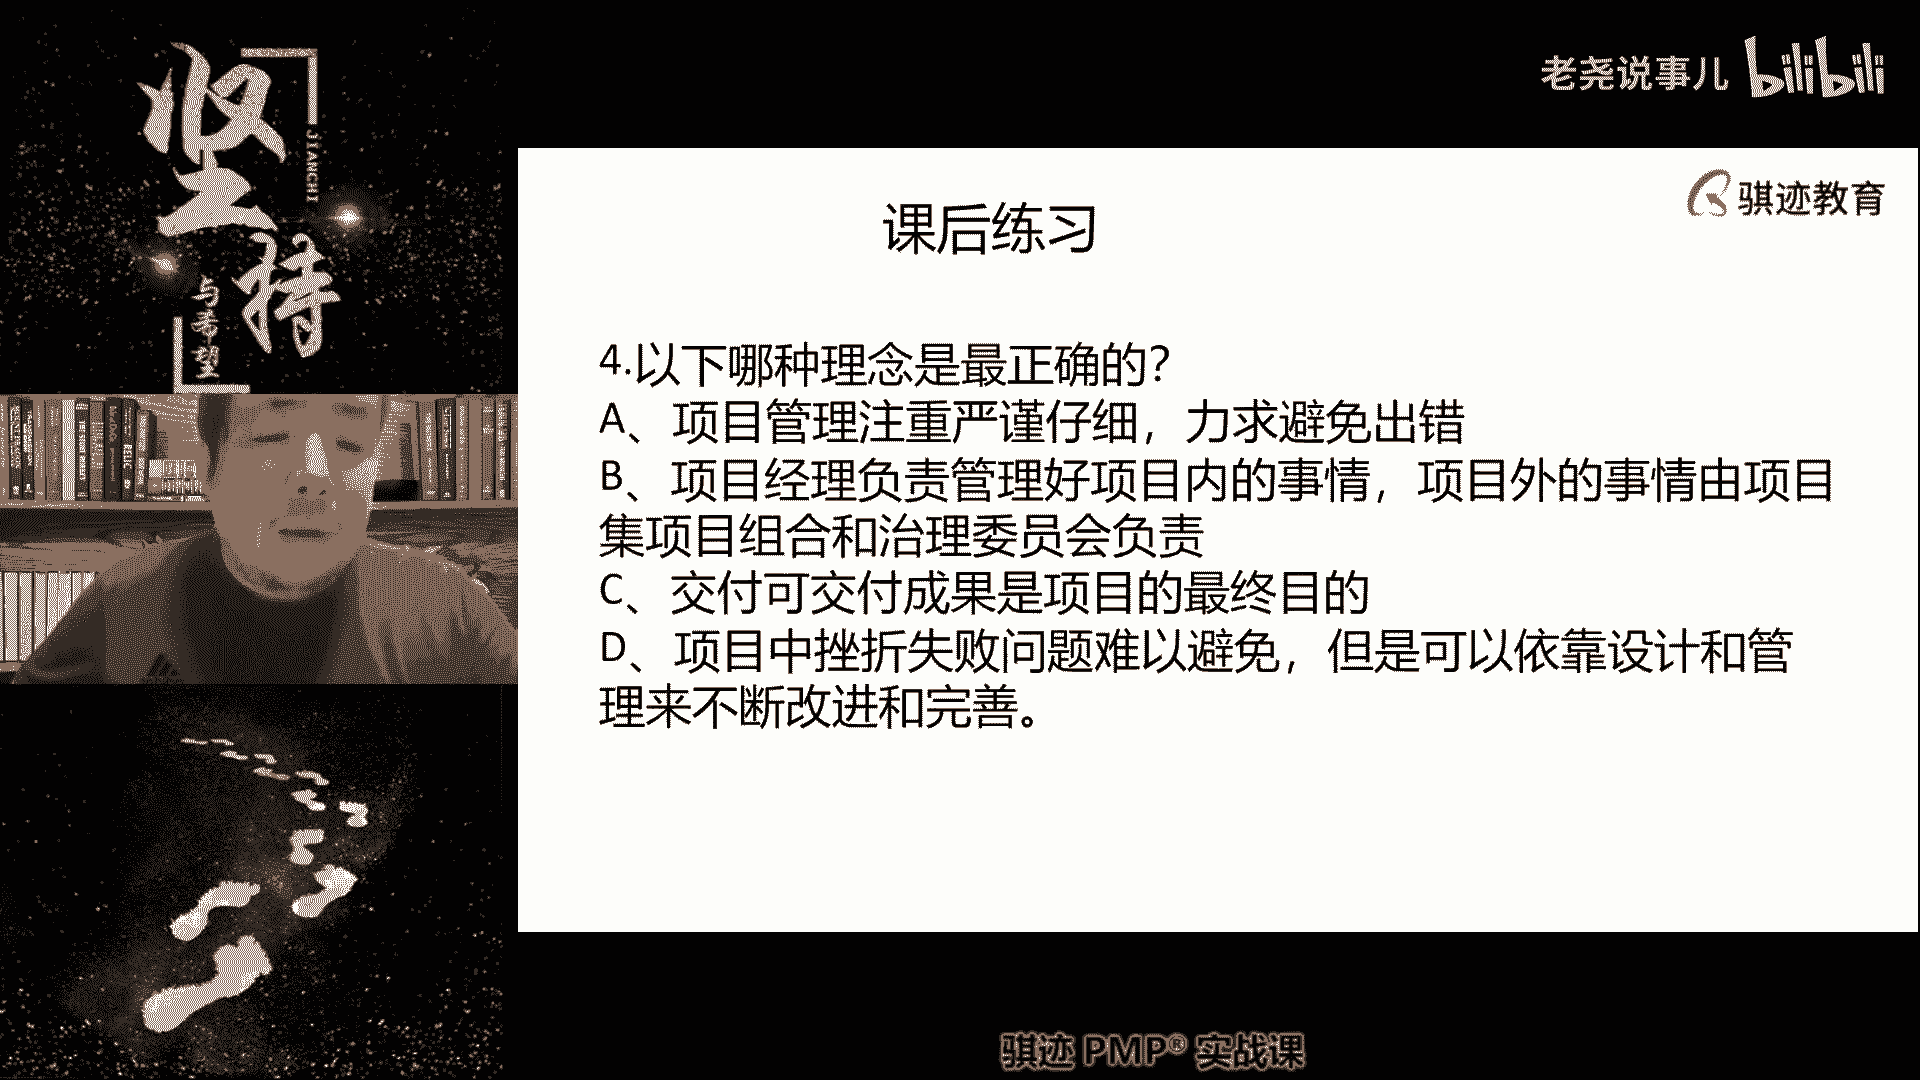 坚持
JIANCHI
与希望
老尧说事儿 bilibili
骐迹教育
课后练习
4.以下哪种理念是最正确的？
A、项目管理注重严谨仔细，力求避免出错
B、项目经理负责管理好项目内的事情，项目外的事情由项目
集项目组合和治理委员会负责
C、交付可交付成果是项目的最终目的
D、项目中挫折失败问题难以避免，但是可以依靠设计和管
理来不断改进和完善。
骐迹 PMP® 实战课